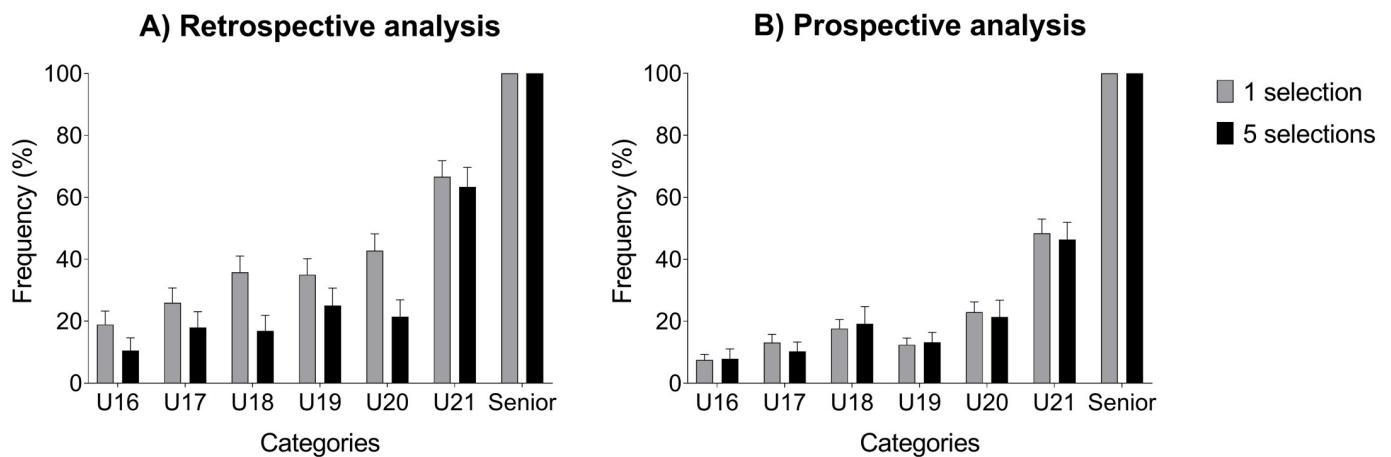 A) Retrospective analysis
100
80
60
40
20
0
Frequency (%)
U16 U17 U18 U19 U20 U21 Senior
Categories
B) Prospective analysis
100
80
60
40
20
0
Frequency (%)
U16 U17 U18 U19 U20 U21 Senior
Categories
1 selection
5 selections